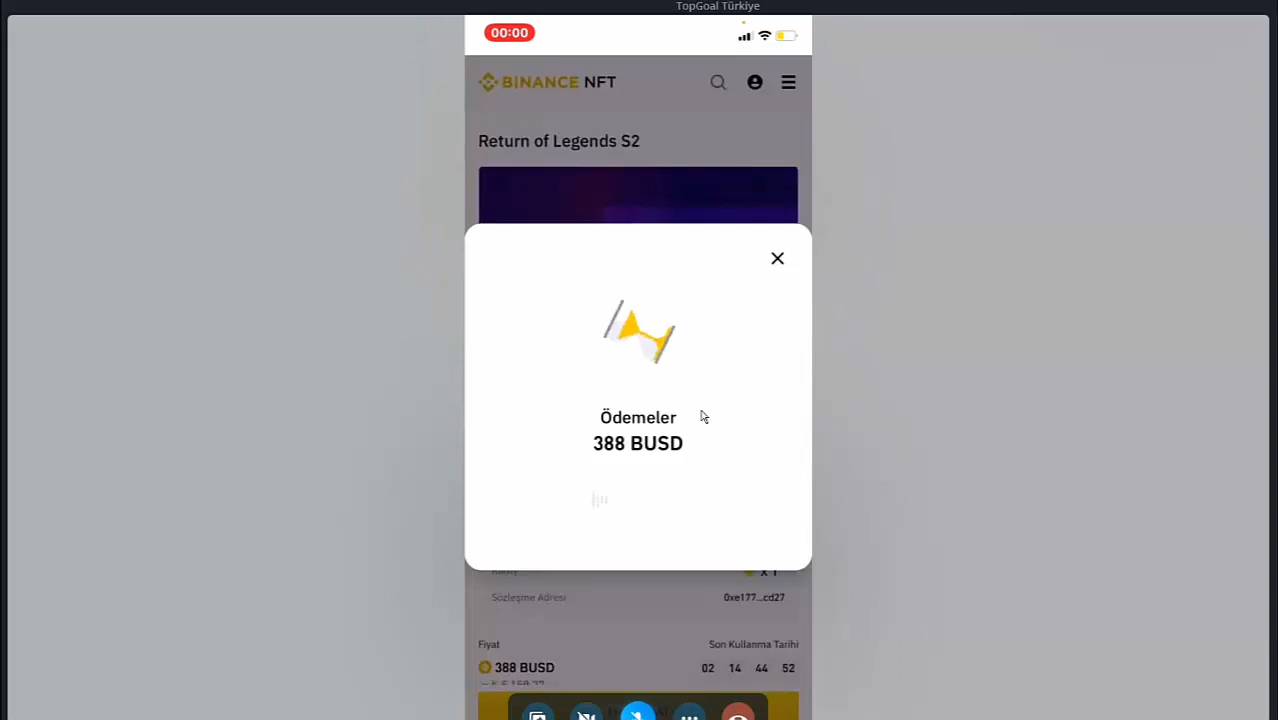 TopGoal Türkiye
00:00
BINANCE NFT
Return of Legends S2
Ödemeler
388 BUSD
x 1
Sözleşme Adresi 0xe177...cd27
Fiyat Son Kullanma Tarihi
388 BUSD 02 14 44 52